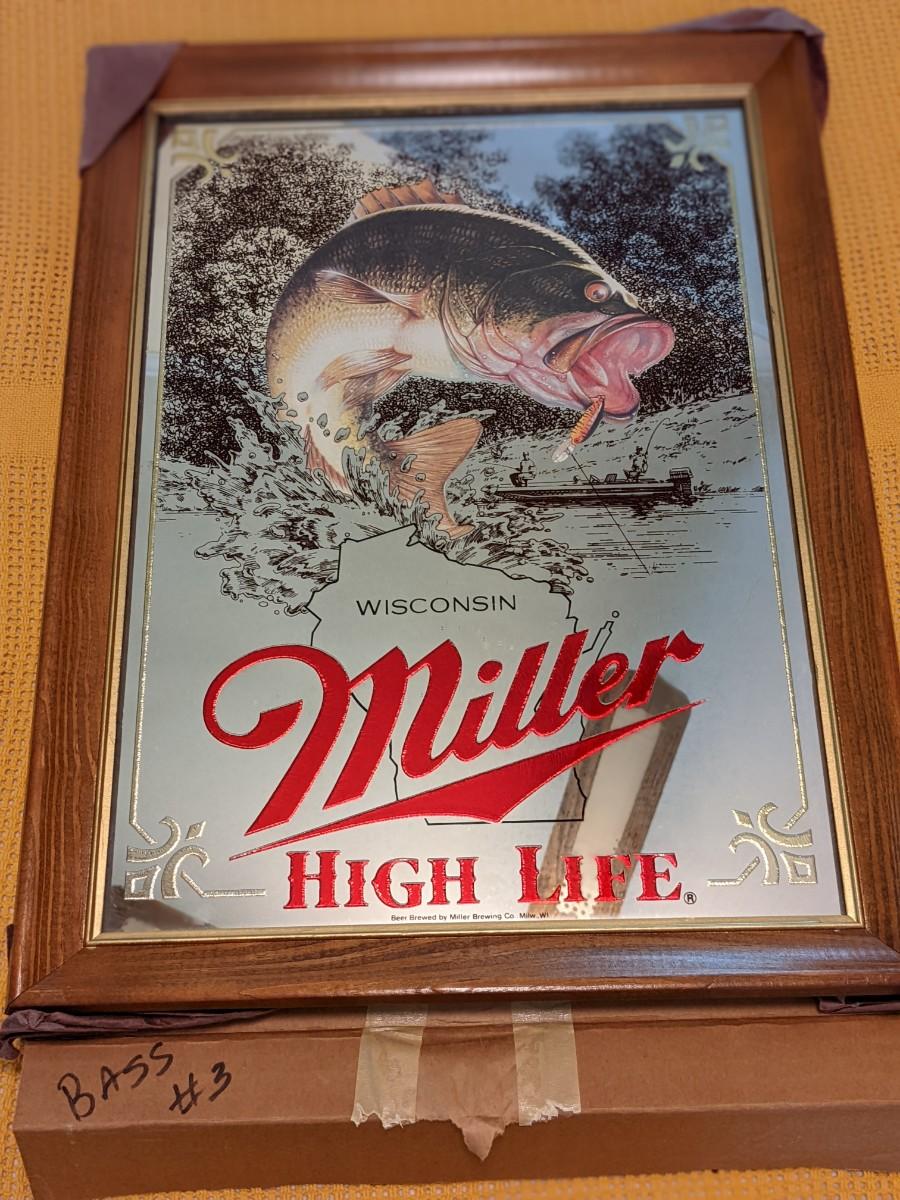 WISCONSIN
Miller
HIGH LIFE®
Beer Brewed by Miller Brewing Co. Milw., WI
BASS
#3